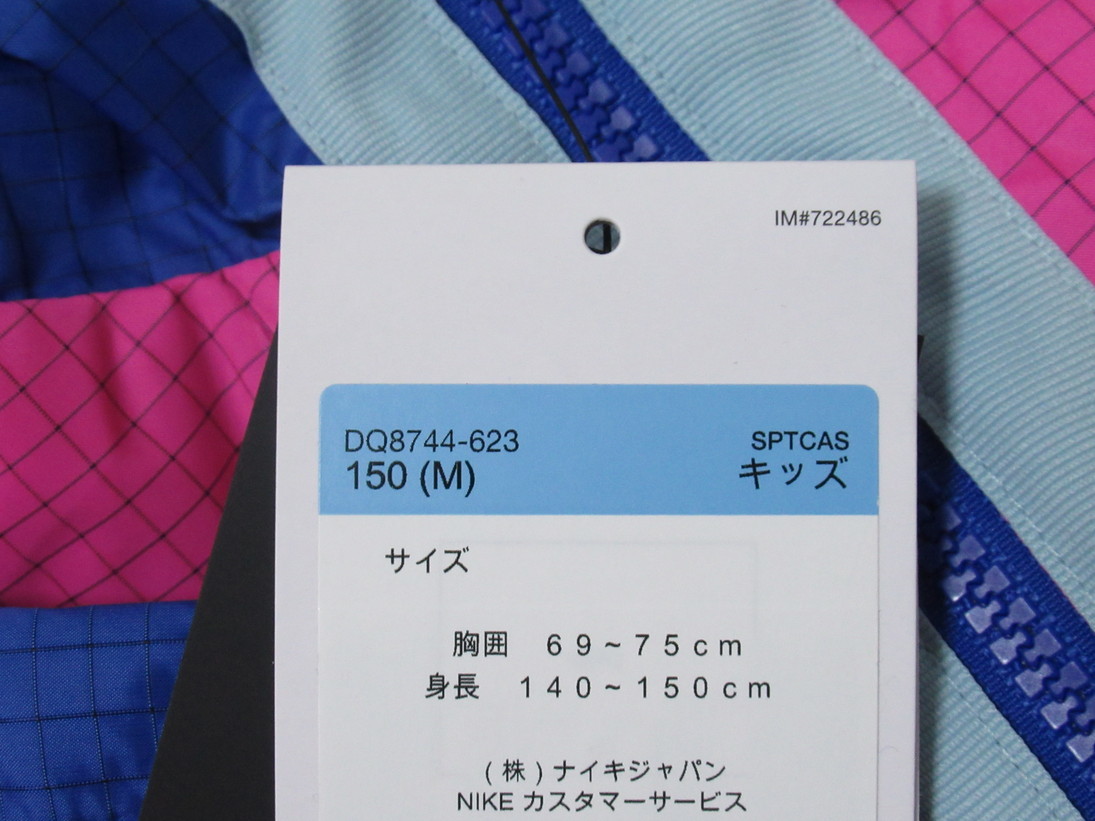 IM#722486
DQ8744-623 SPTCAS
150 (M) キッズ
サイズ
胸囲 69~75cm
身長 140~150cm
(株)ナイキジャパン
NIKE カスタマーサービス